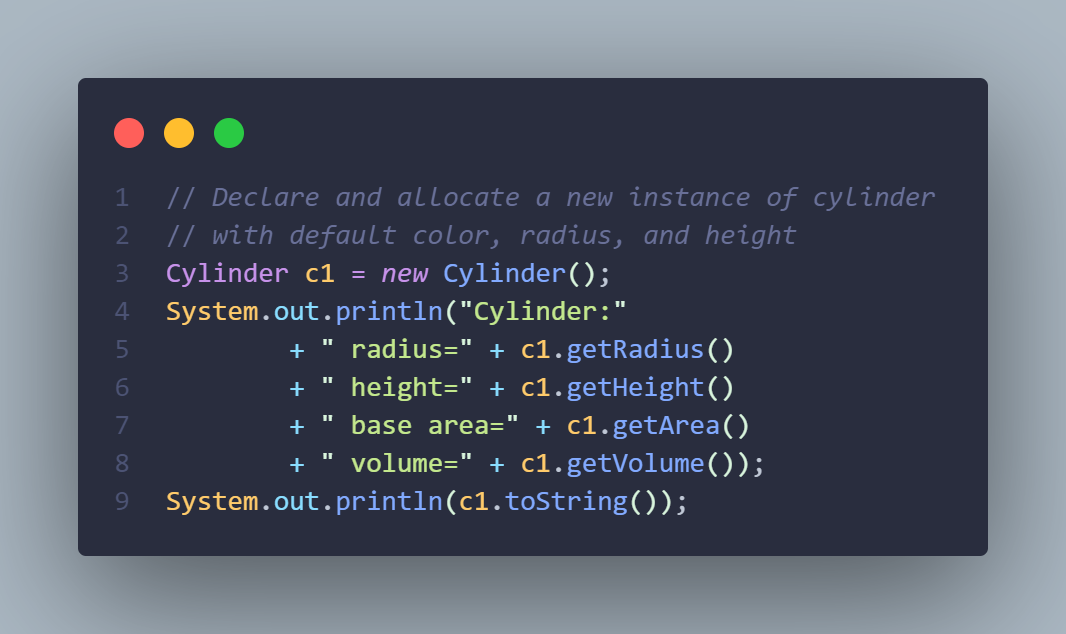 1 // Declare and allocate a new instance of cylinder
2 // with default color, radius, and height
3 Cylinder c1 = new Cylinder();
4 System.out.println("Cylinder:"
5         + " radius=" + c1.getRadius()
6         + " height=" + c1.getHeight()
7         + " base area=" + c1.getArea()
8         + " volume=" + c1.getVolume());
9 System.out.println(c1.toString());